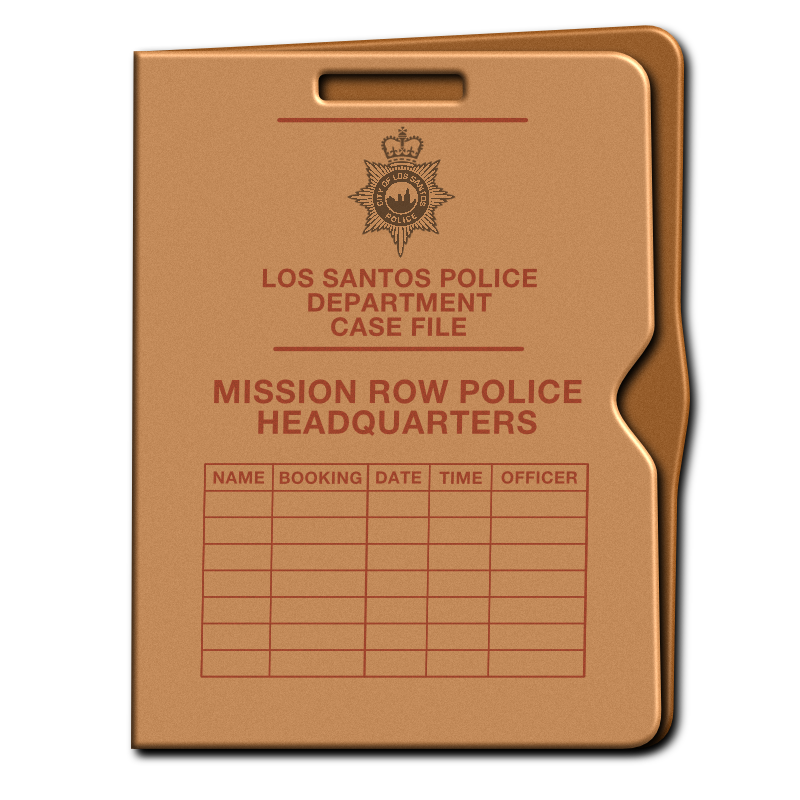 CITY OF LOS SANTOS
POLICE
LOS SANTOS POLICE
DEPARTMENT
CASE FILE
MISSION ROW POLICE
HEADQUARTERS
NAME BOOKING DATE TIME OFFICER